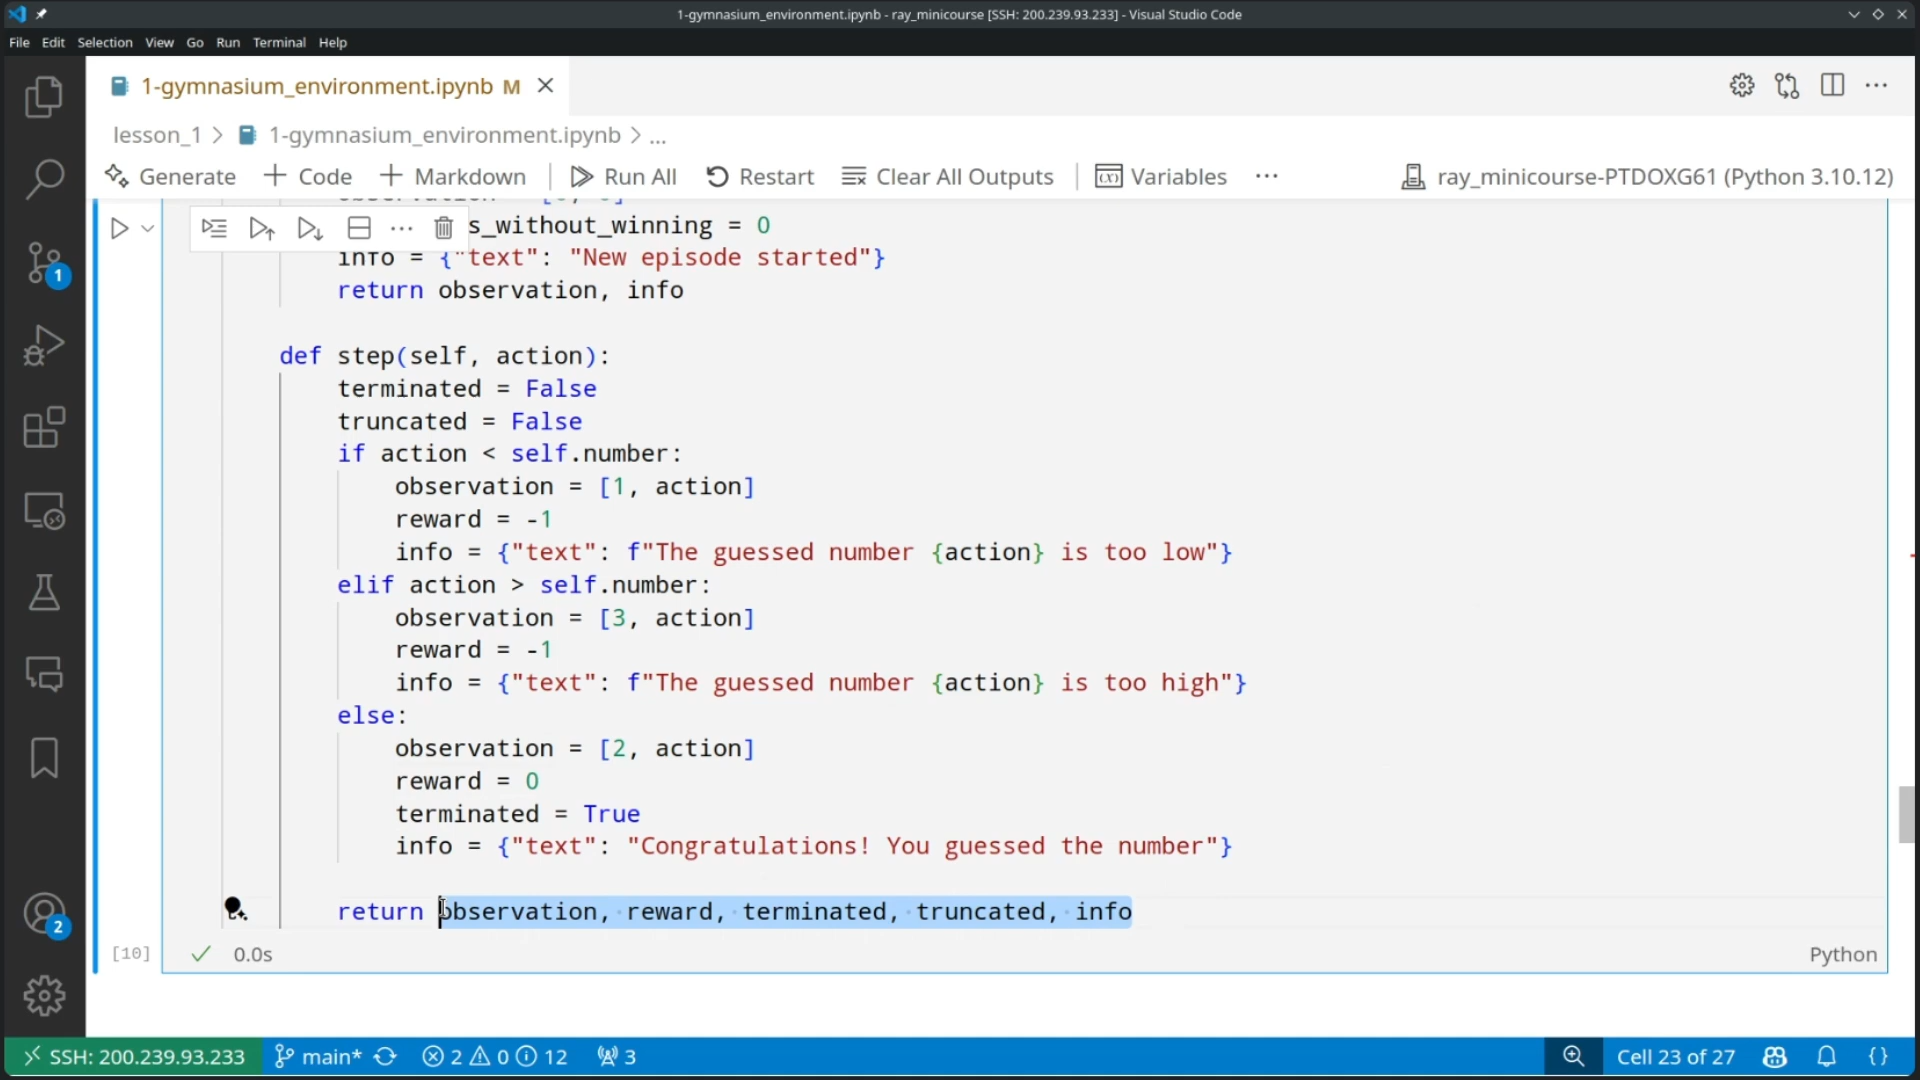 1-gymnasium_environment.ipynb - ray_minicourse [SSH: 200.239.93.233] - Visual Studio Code
File Edit Selection View Go Run Terminal Help
1-gymnasium_environment.ipynb M
lesson_1 > 1-gymnasium_environment.ipynb > ...
Generate + Code + Markdown Run All Restart Clear All Outputs Variables ... ray_minicourse-PTDOXG61 (Python 3.10.12)
s_without_winning = 0
info = {"text": "New episode started"}
return observation, info
def step(self, action):
terminated = False
truncated = False
if action < self.number:
observation = [1, action]
reward = -1
info = {"text": f"The guessed number {action} is too low"}
elif action > self.number:
observation = [3, action]
reward = -1
info = {"text": f"The guessed number {action} is too high"}
else:
observation = [2, action]
reward = 0
terminated = True
info = {"text": "Congratulations! You guessed the number"}
return observation, reward, terminated, truncated, info
[10] 0.0s Python
1
2
SSH: 200.239.93.233 main* 2 0 12 3 Cell 23 of 27 {}